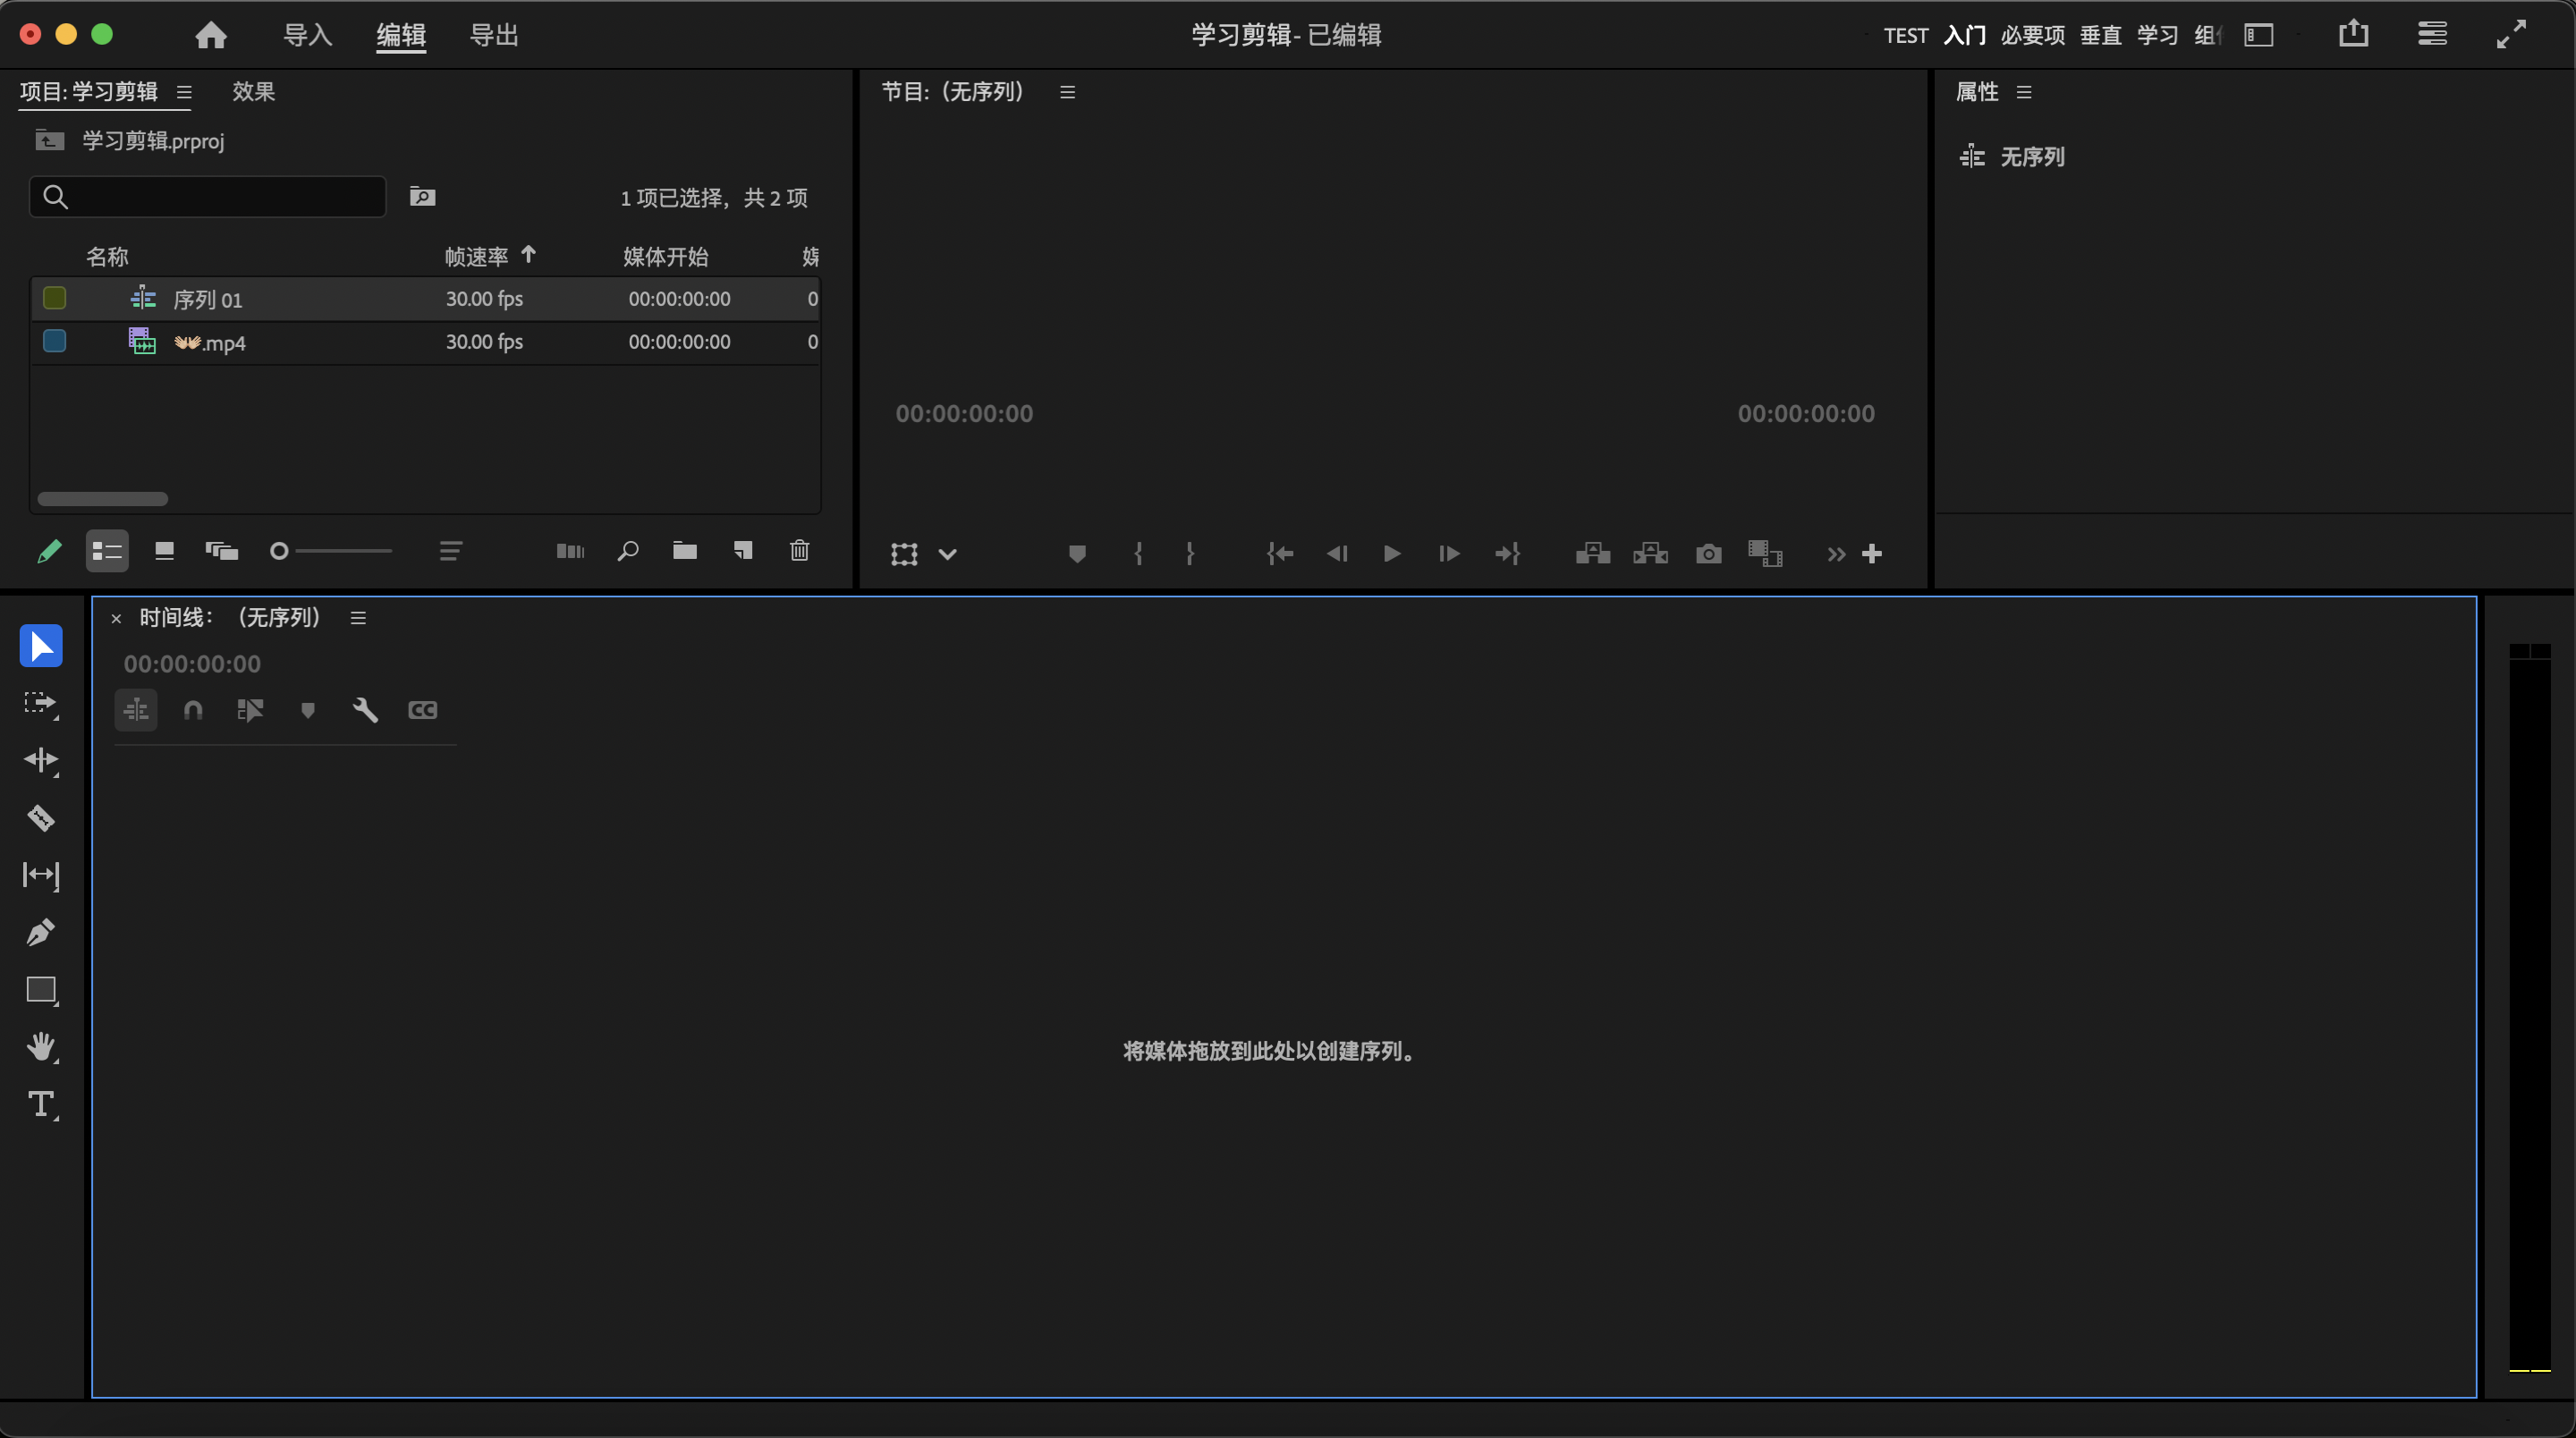 导入 编辑 导出 学习剪辑- 已编辑 TEST 入门 必要项 垂直 学习
项目: 学习剪辑 效果
学习剪辑.prproj
1 项已选择，共 2 项
名称 帧速率 媒体开始
序列 01 30.00 fps 00:00:00:00 0
👐🏻.mp4 30.00 fps 00:00:00:00 0
节目:（无序列）
00:00:00:00 00:00:00:00
属性
无序列
× 时间线：（无序列）
00:00:00:00
CC
将媒体拖放到此处以创建序列。